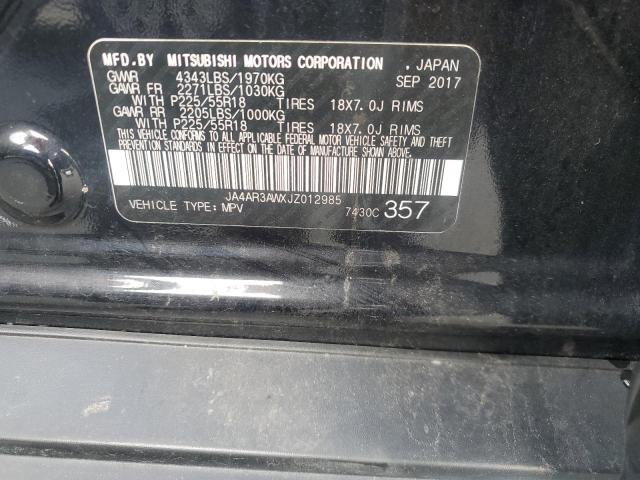 MFD.BY MITSUBISHI MOTORS CORPORATION . JAPAN
GVWR 4343LBS/1970KG SEP 2017
GAWR FR 2271LBS/1030KG
WITH P225/55R18 TIRES 18X7.0J RIMS
GAWR RR 2205LBS/1000KG
WITH P225/55R18 TIRES 18X7.0J RIMS
THIS VEHICLE CONFORMS TO ALL APPLICABLE FEDERAL MOTOR VEHICLE SAFETY AND THEFT
PREVENTION STANDARDS IN EFFECT ON THE DATE OF MANUFACTURE SHOWN ABOVE.
JA4AR3AWXJZ012985
VEHICLE TYPE: MPV 7430C 357